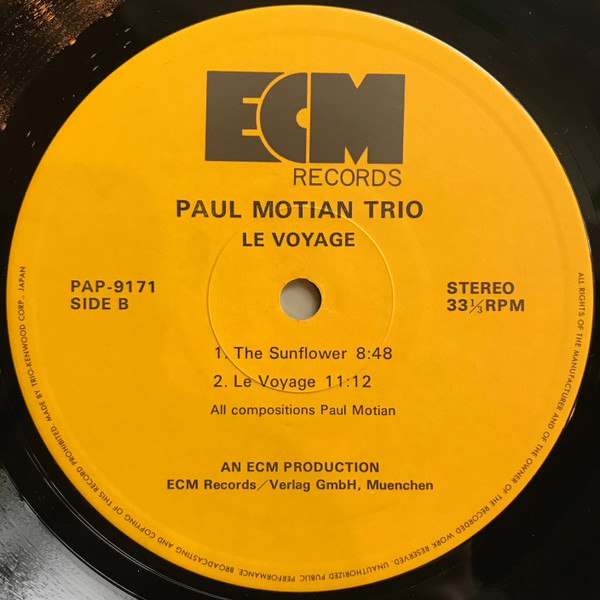 ECM
RECORDS
PAUL MOTIAN TRIO
LE VOYAGE
PAP-9171
SIDE B
STEREO
33⅓RPM
1. The Sunflower 8:48
2. Le Voyage 11:12
All compositions Paul Motian
AN ECM PRODUCTION
ECM Records/Verlag GmbH, Muenchen
ALL RIGHTS OF THE MANUFACTURER AND OF THE OWNER OF THE RECORDED WORK RESERVED. UNAUTHORIZED PUBLIC PERFORMANCE, BROADCASTING AND COPYING OF THIS RECORD PROHIBITED. MADE BY TRIO-KENWOOD CORP., JAPAN